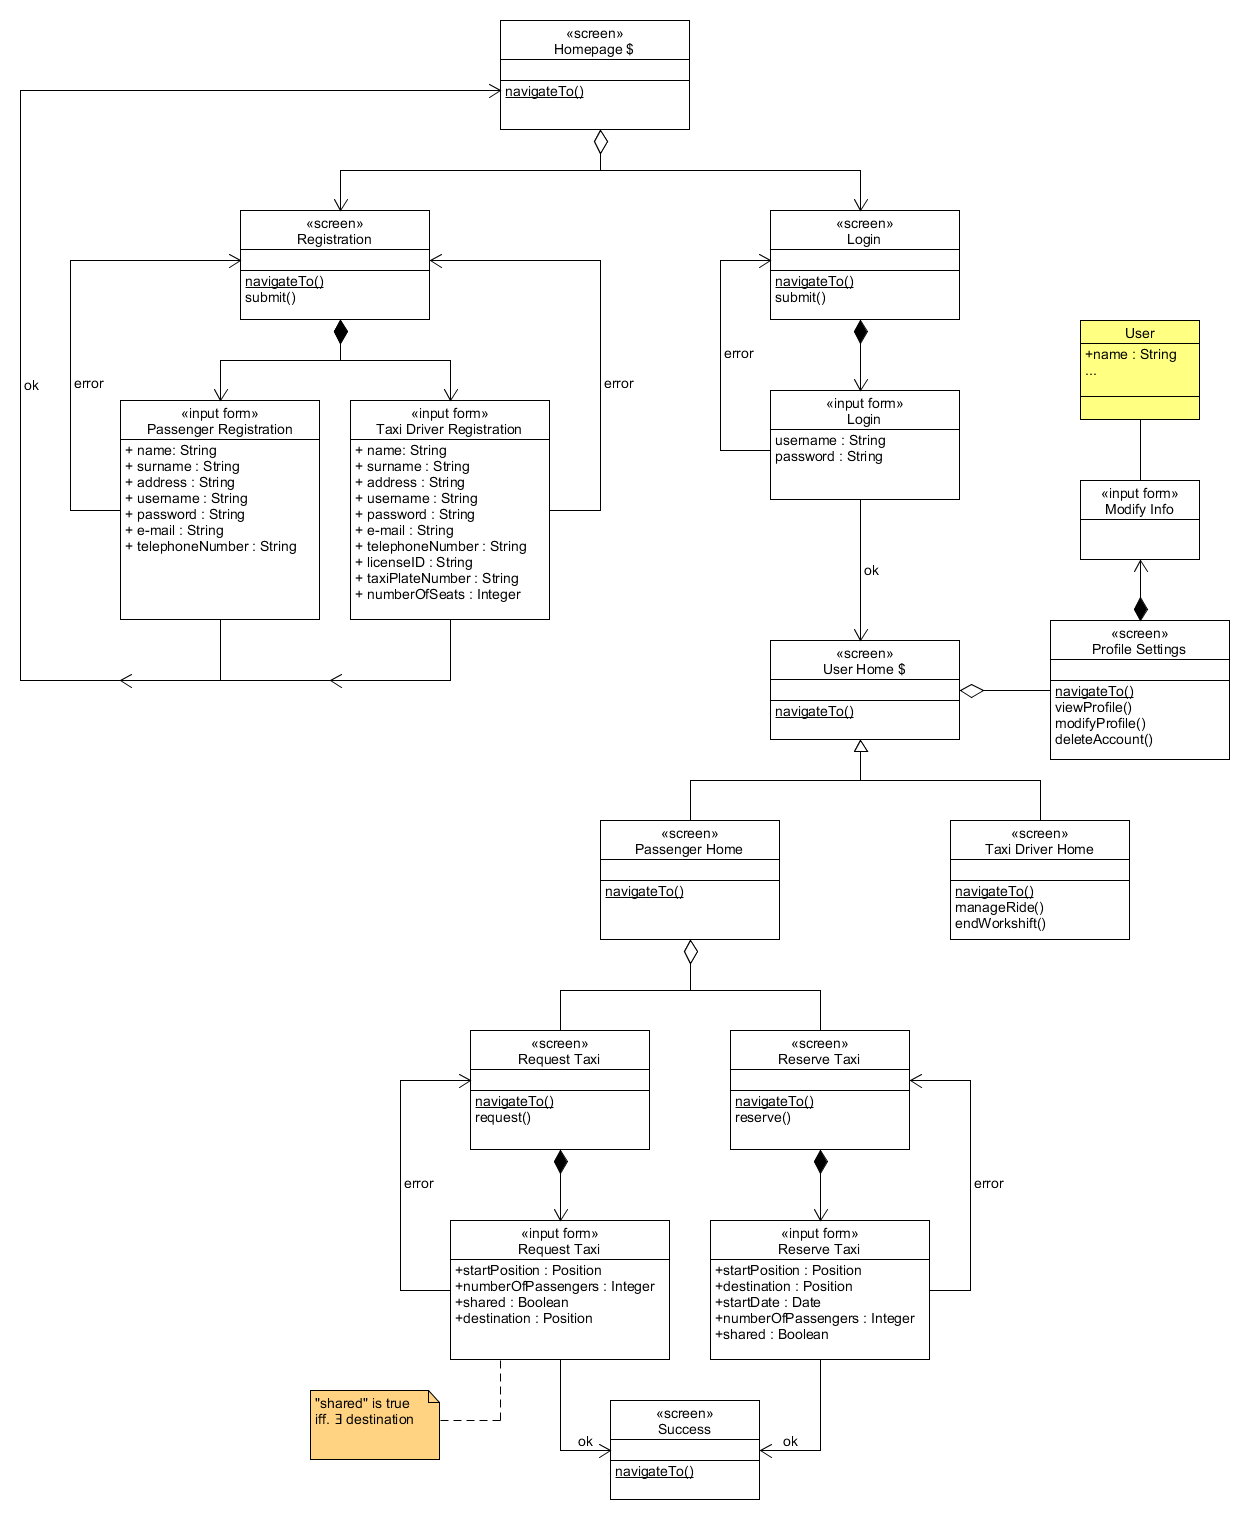 «screen»
Homepage $
navigateTo()
«screen»
Registration
navigateTo()
submit()
«screen»
Login
navigateTo()
submit()
ok
error
error
error
«input form»
Passenger Registration
+ name: String
+ surname : String
+ address : String
+ username : String
+ password : String
+ e-mail : String
+ telephoneNumber : String
«input form»
Taxi Driver Registration
+ name: String
+ surname : String
+ address : String
+ username : String
+ password : String
+ e-mail : String
+ telephoneNumber : String
+ licenseID : String
+ taxiPlateNumber : String
+ numberOfSeats : Integer
«input form»
Login
username : String
password : String
User
+name : String
...
«input form»
Modify Info
ok
«screen»
User Home $
navigateTo()
«screen»
Profile Settings
navigateTo()
viewProfile()
modifyProfile()
deleteAccount()
«screen»
Passenger Home
navigateTo()
«screen»
Taxi Driver Home
navigateTo()
manageRide()
endWorkshift()
«screen»
Request Taxi
navigateTo()
request()
«screen»
Reserve Taxi
navigateTo()
reserve()
error
error
«input form»
Request Taxi
+startPosition : Position
+numberOfPassengers : Integer
+shared : Boolean
+destination : Position
«input form»
Reserve Taxi
+startPosition : Position
+destination : Position
+startDate : Date
+numberOfPassengers : Integer
+shared : Boolean
"shared" is true
iff. ∃ destination
ok
ok
«screen»
Success
navigateTo()